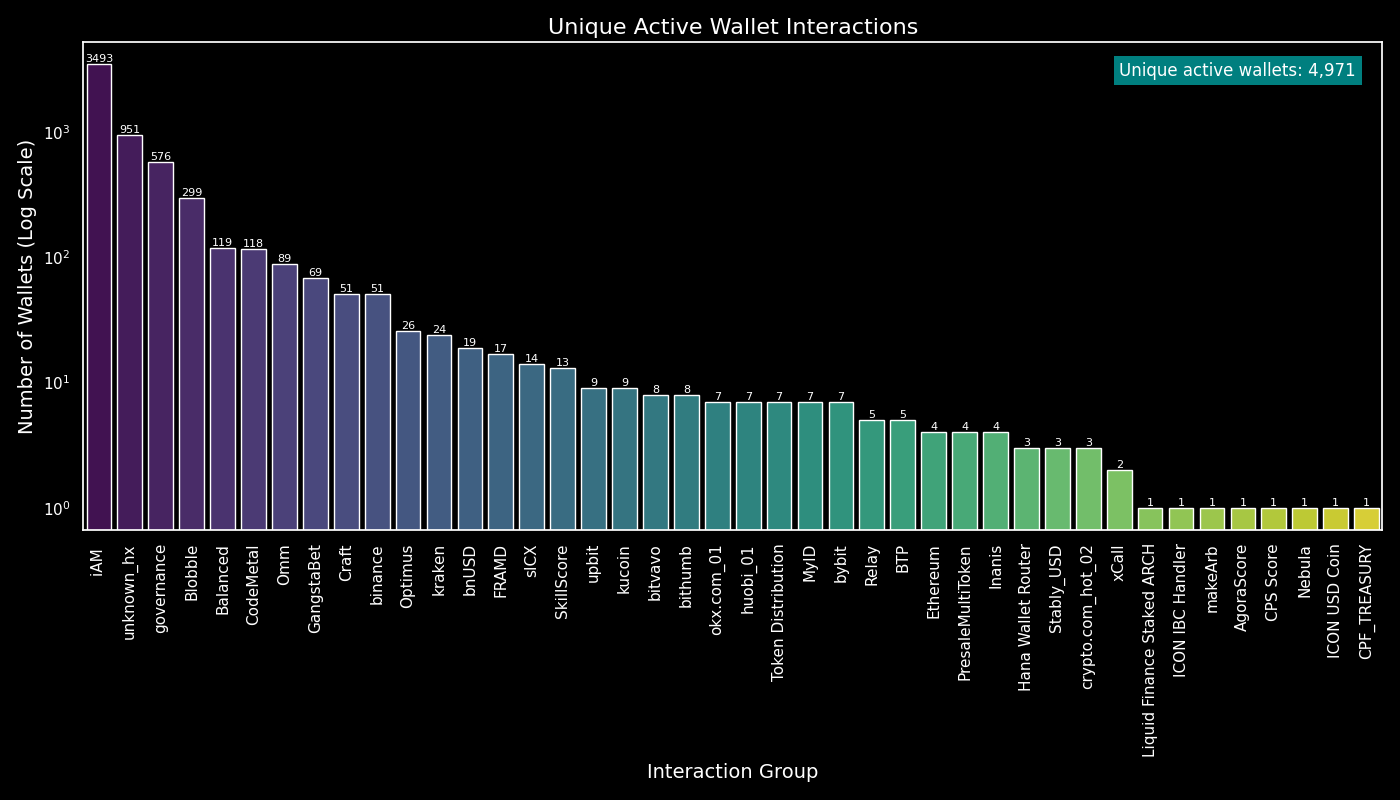 Unique Active Wallet Interactions
Unique active wallets: 4,971
Number of Wallets (Log Scale)
10³
10²
10¹
10⁰
3493
951
576
299
119
118
89
69
51
51
26
24
19
17
14
13
9
9
8
8
7
7
7
7
7
5
5
4
4
4
3
3
3
2
1
1
1
1
1
1
1
1
iAM
unknown_hx
governance
Blobble
Balanced
CodeMetal
Omm
GangstaBet
Craft
binance
Optimus
kraken
bnUSD
FRAMD
sICX
SkillScore
upbit
kucoin
bitvavo
bithumb
okx.com_01
huobi_01
Token Distribution
MyID
bybit
Relay
BTP
Ethereum
PresaleMultiToken
Inanis
Hana Wallet Router
Stably_USD
crypto.com_hot_02
xCall
Liquid Finance Staked ARCH
ICON IBC Handler
makeArb
AgoraScore
CPS Score
Nebula
ICON USD Coin
CPF_TREASURY
Interaction Group